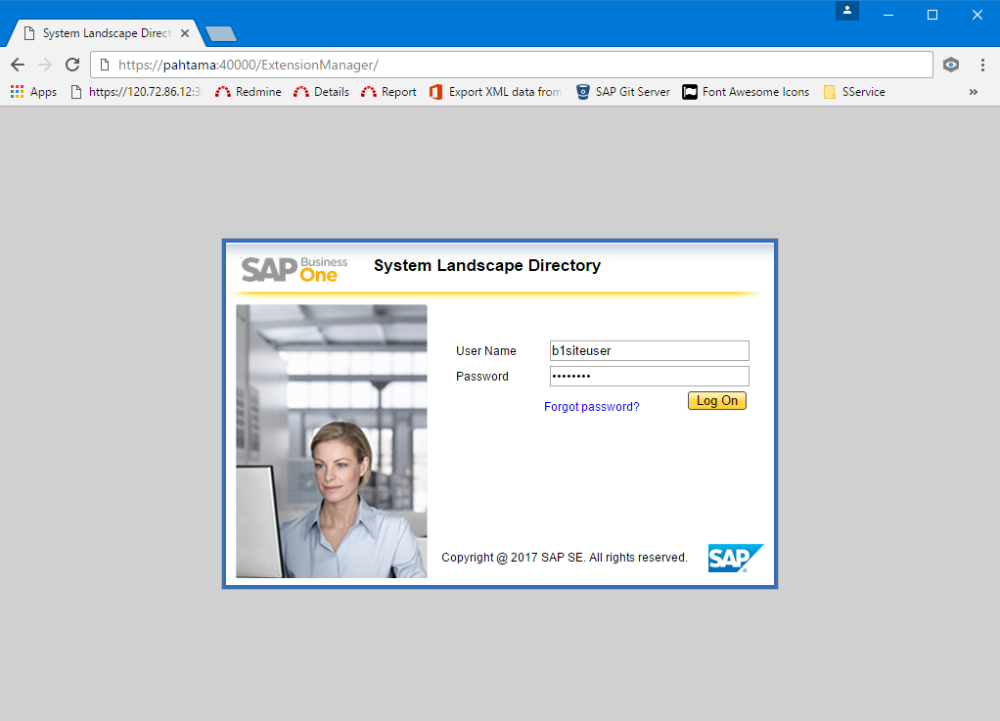 System Landscape Direct
https://pahtama:40000/ExtensionManager/
Apps https://120.72.86.12:3 Redmine Details Report Export XML data from SAP Git Server Font Awesome Icons SService »
SAP Business One System Landscape Directory
User Name b1siteuser
Password ••••••••
Forgot password? Log On
Copyright @ 2017 SAP SE. All rights reserved. SAP ®